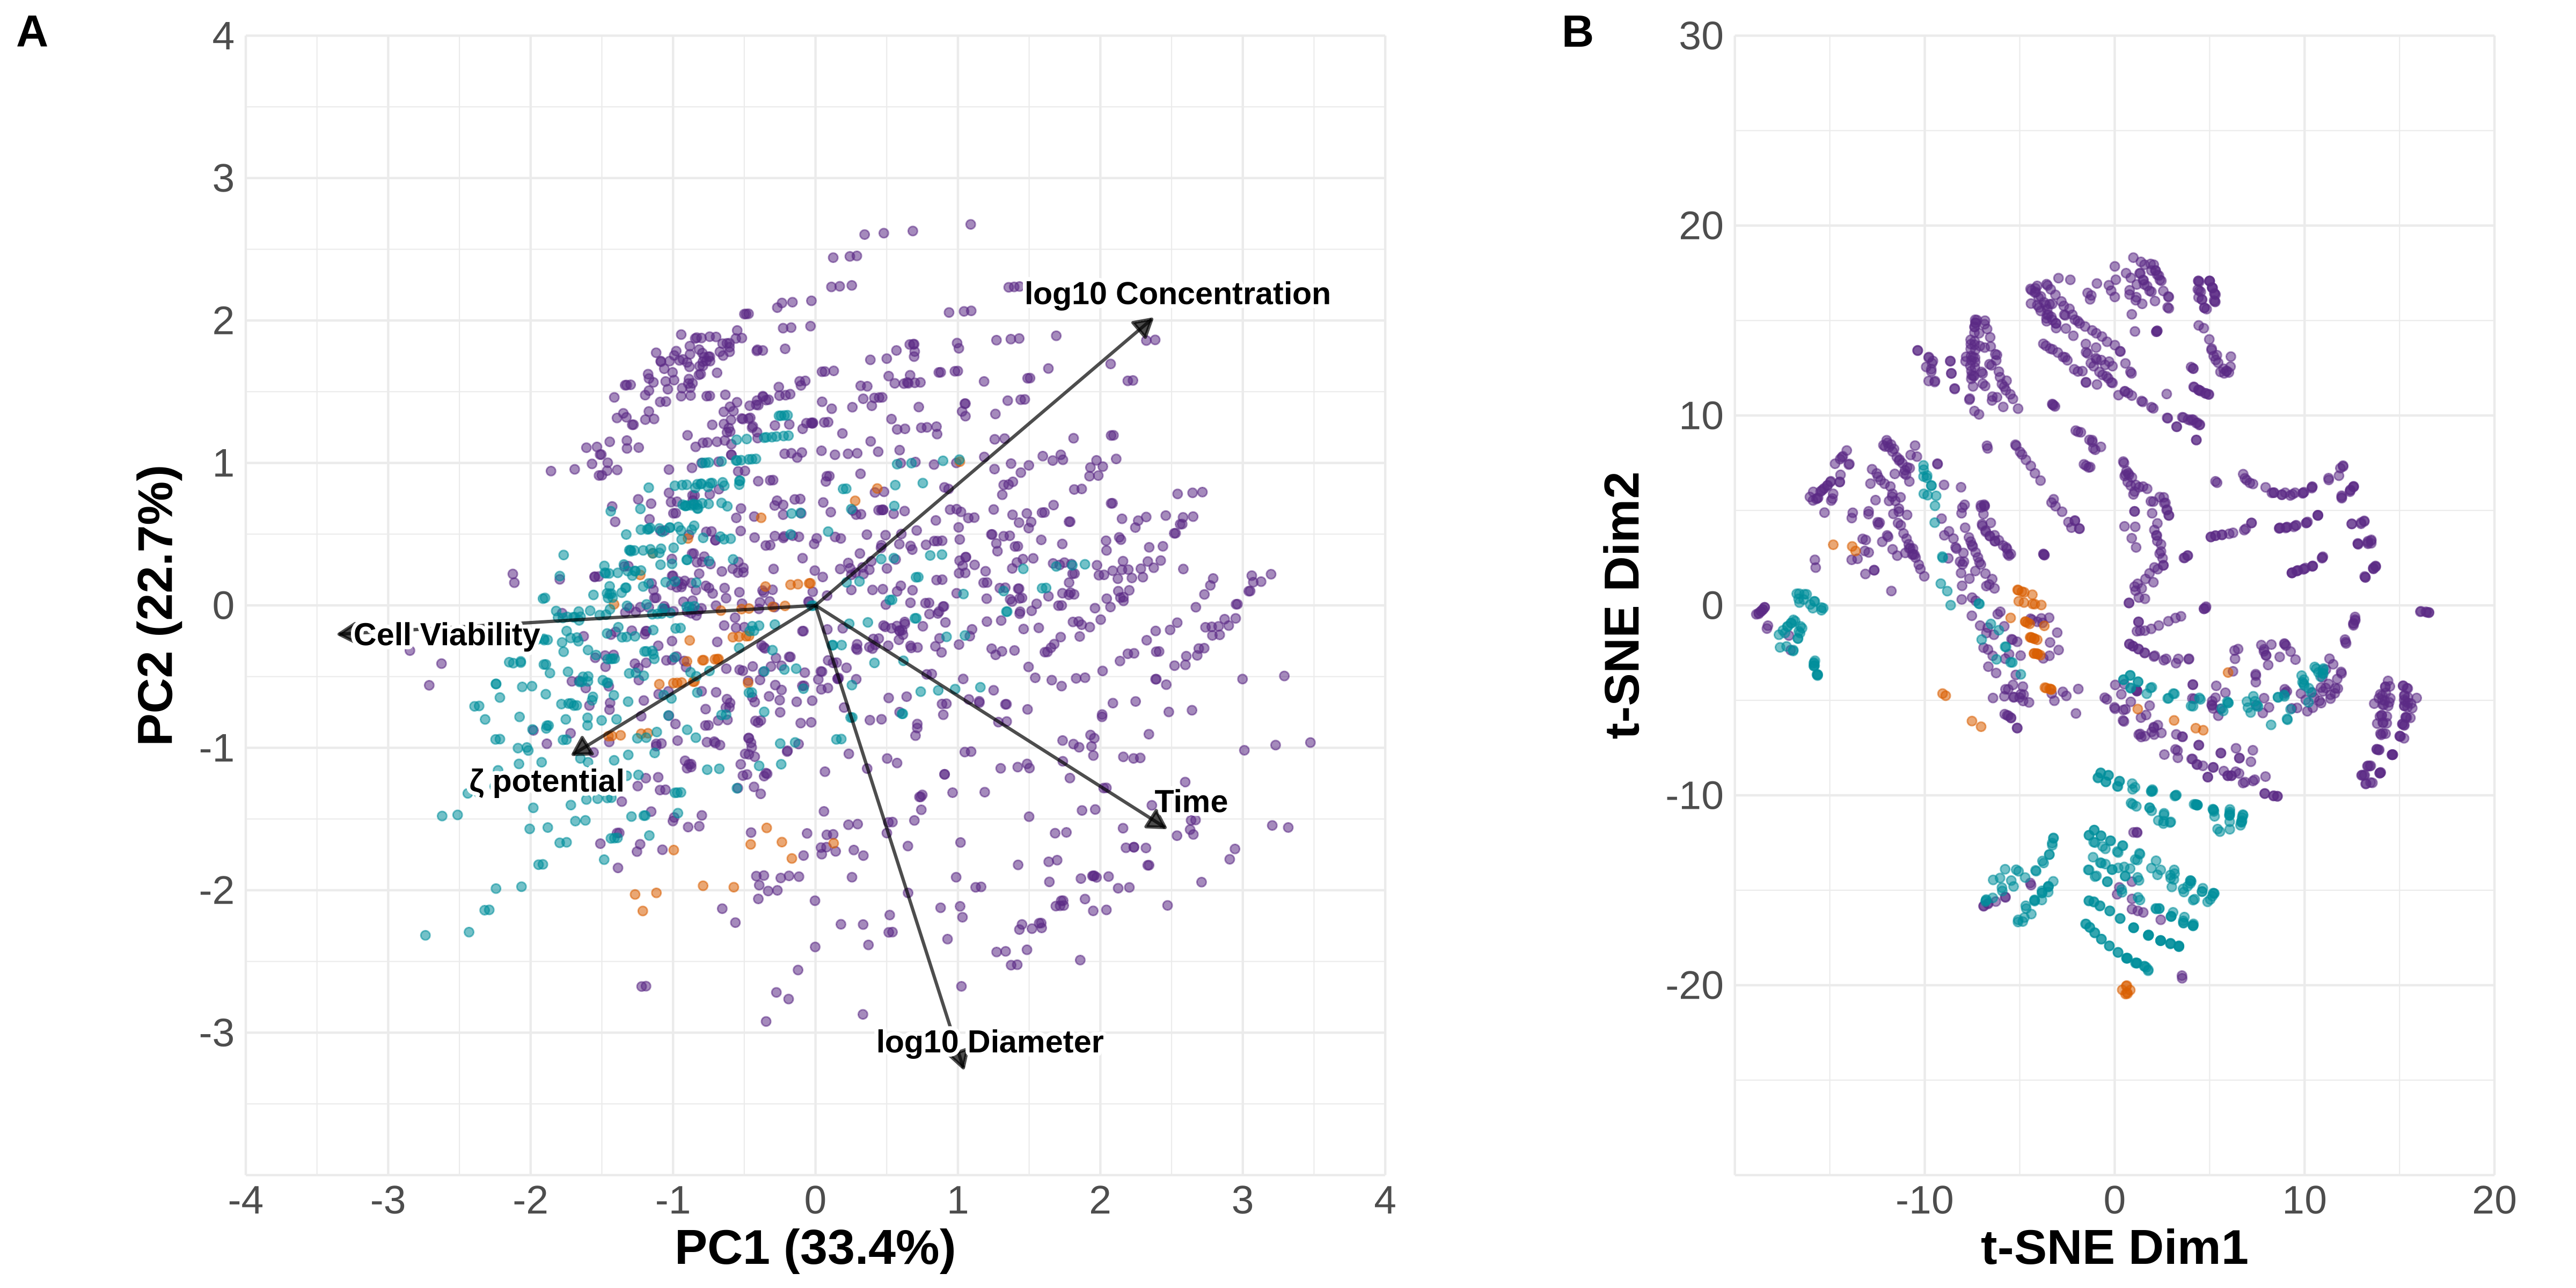 A
4
3
2
1
0
-1
-2
-3
-4
-3
-2
-1
0
1
2
3
4
PC2 (22.7%)
PC1 (33.4%)
log10 Concentration
Cell Viability
ζ potential
Time
log10 Diameter
B
30
20
10
0
-10
-20
-10
0
10
20
t-SNE Dim2
t-SNE Dim1